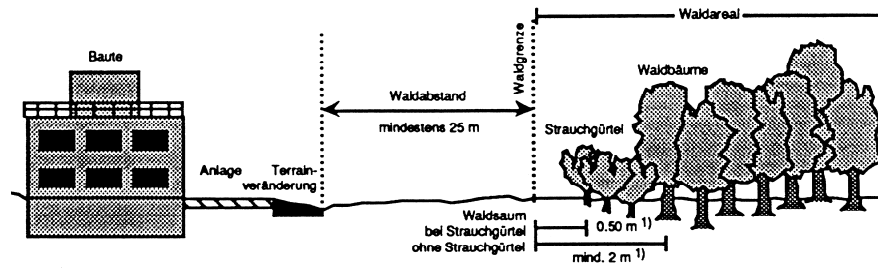 Waldareal
Baute
Waldgrenze
Waldabstand
mindestens 25 m
Waldbäume
Strauchgürtel
Anlage
Terrain-
veränderung
Waldsaum
bei Strauchgürtel
0.50 m 1)
ohne Strauchgürtel
mind. 2 m 1)